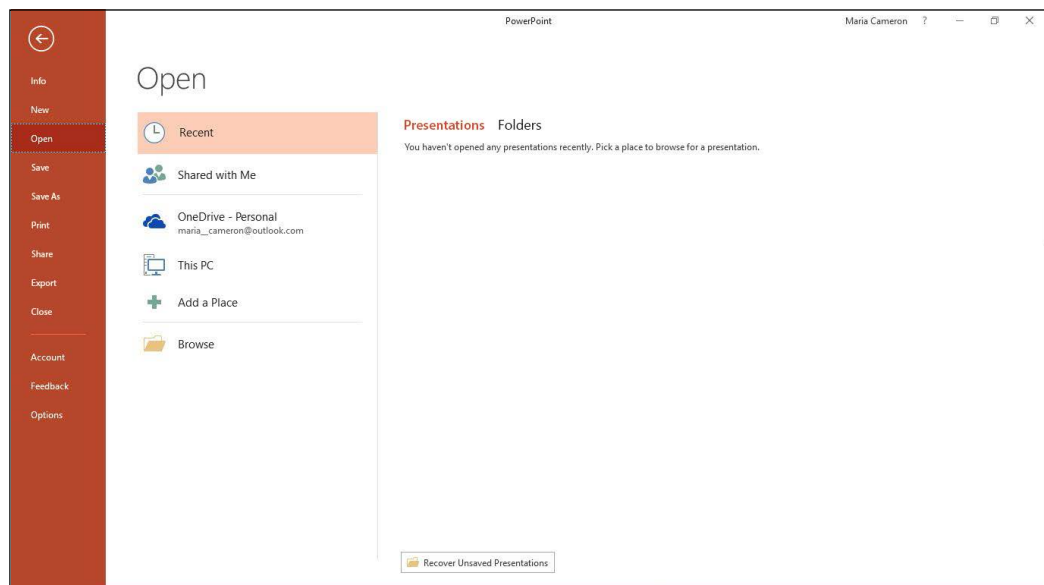 PowerPoint
Maria Cameron ?
Info
New
Open
Save
Save As
Print
Share
Export
Close
Account
Feedback
Options
Open
Recent
Shared with Me
OneDrive - Personal
maria__cameron@outlook.com
This PC
Add a Place
Browse
Presentations Folders
You haven't opened any presentations recently. Pick a place to browse for a presentation.
Recover Unsaved Presentations